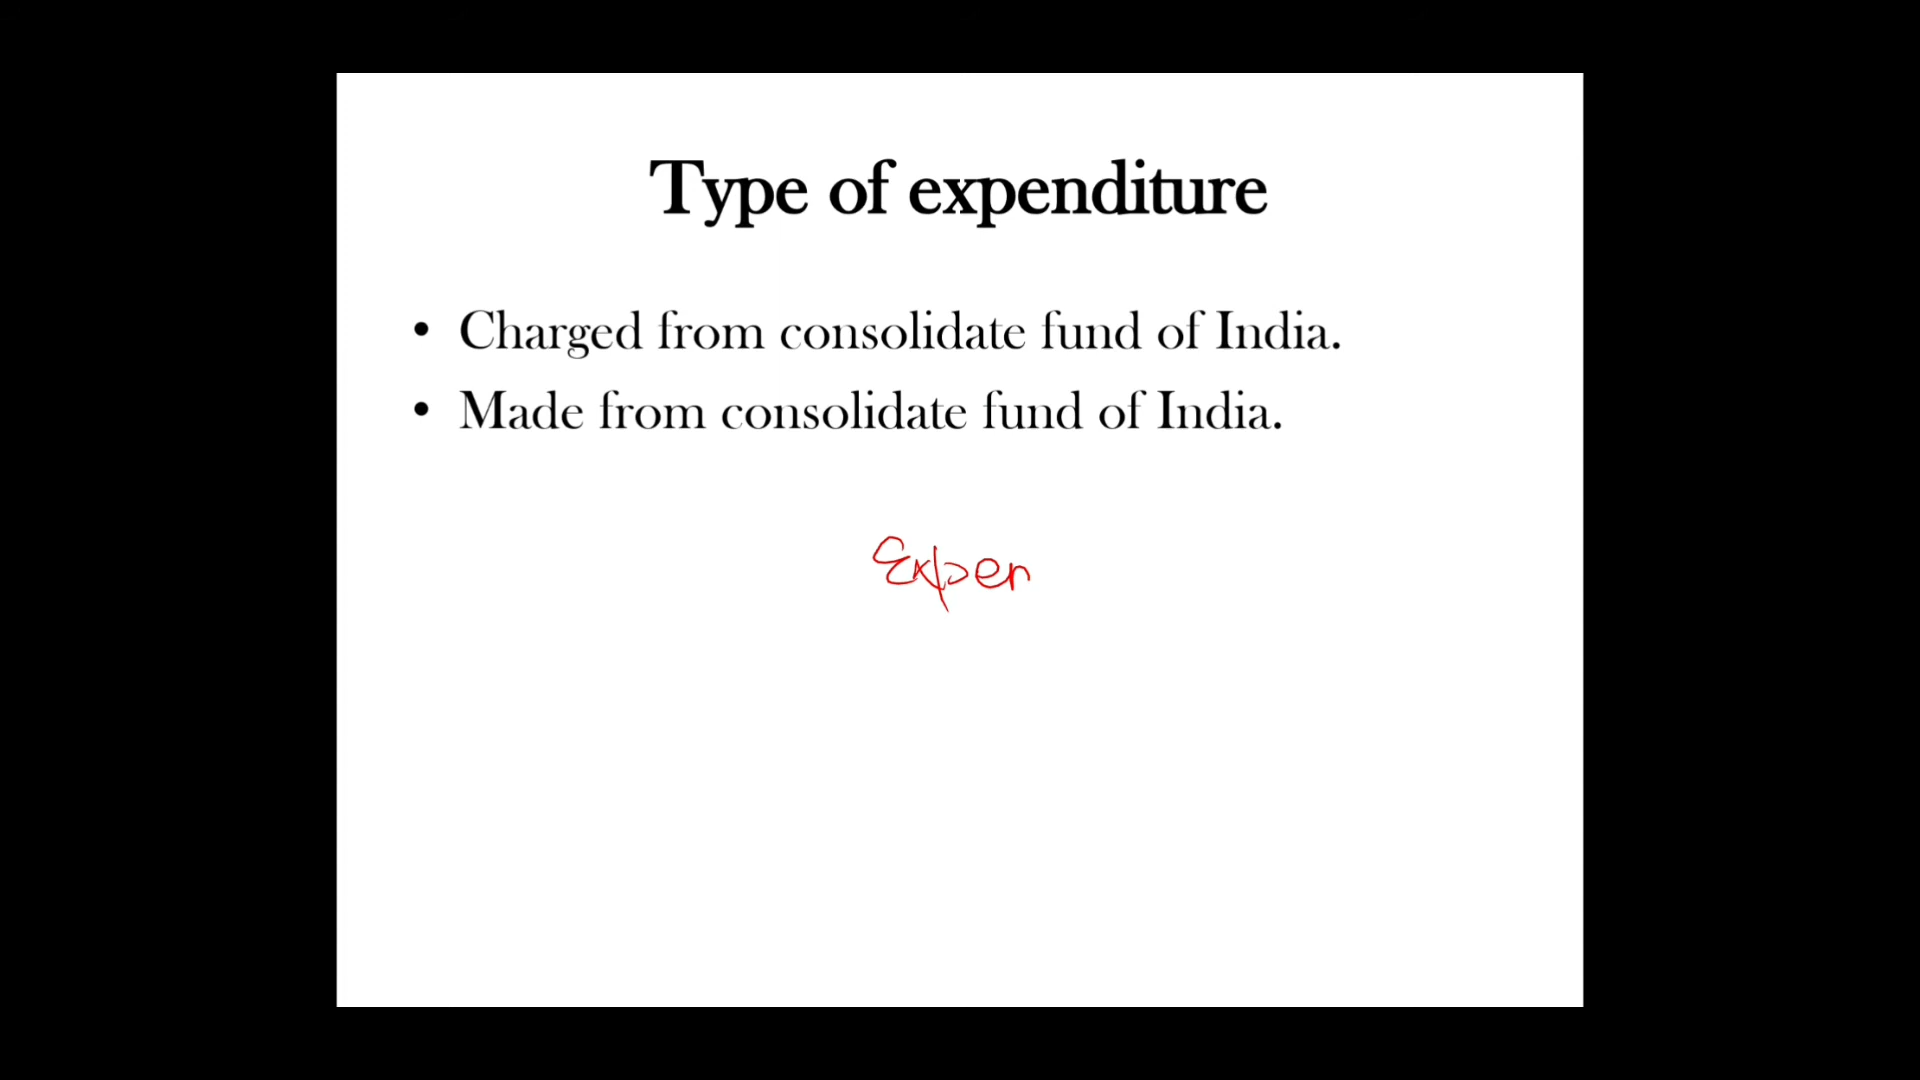 Type of expenditure
• Charged from consolidate fund of India.
• Made from consolidate fund of India.
Exper